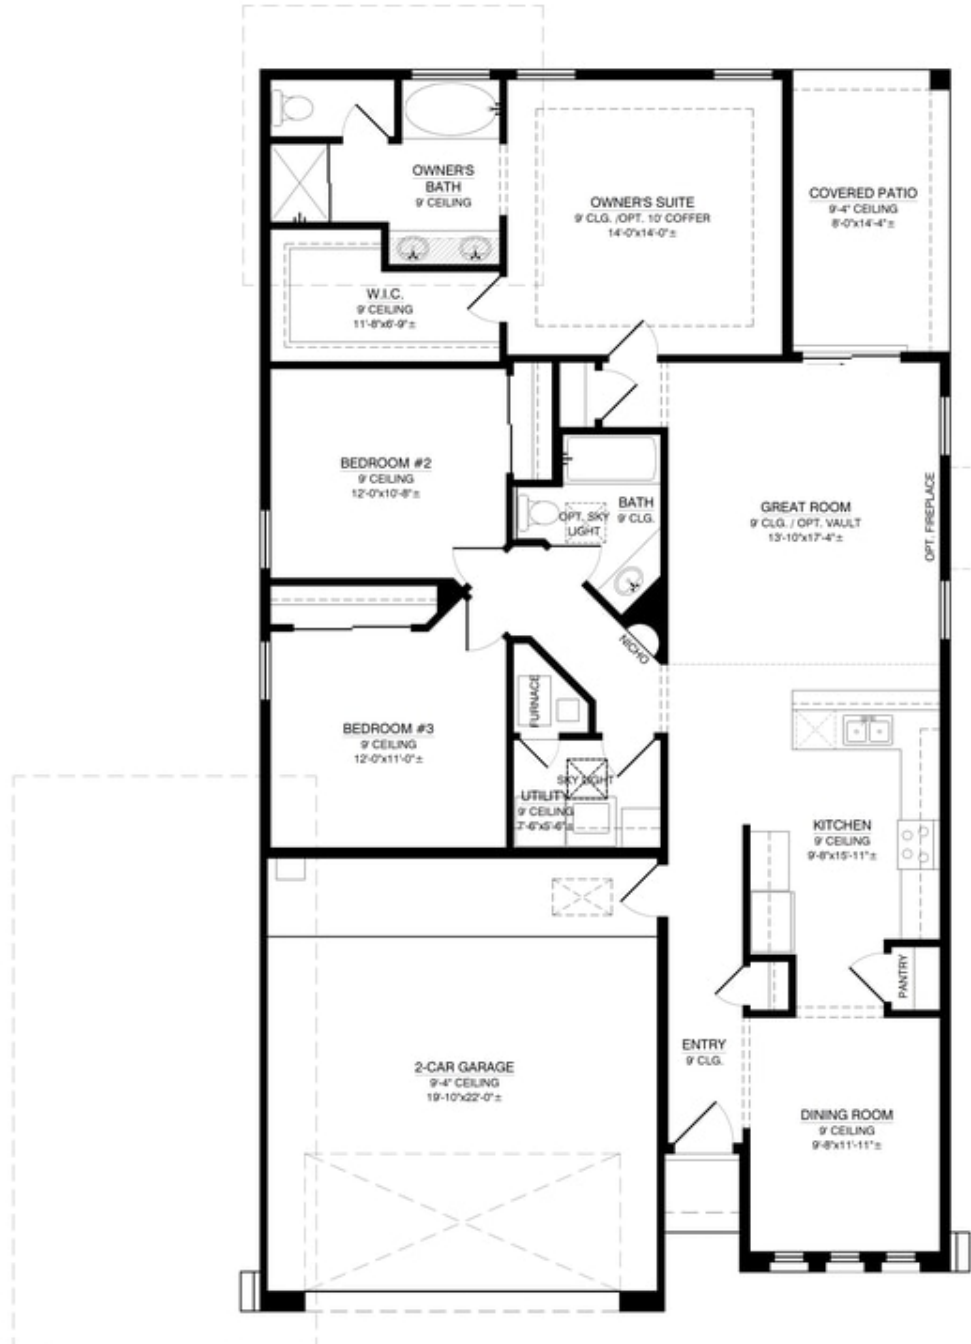 OWNER'S
BATH
9' CEILING
OWNER'S SUITE
9' CLG. /OPT. 10' COFFER
14'-0"x14'-0"±
COVERED PATIO
9'-4" CEILING
8'-0"x14'-4"±
W.I.C.
9' CEILING
11'-8"x6'-9"±
BEDROOM #2
9' CEILING
12'-0"x10'-8"±
BATH
9' CLG.
OPT. SKY
LIGHT
GREAT ROOM
9' CLG. / OPT. VAULT
13'-10"x17'-4"±
OPT. FIREPLACE
NICHO
FURNACE
BEDROOM #3
9' CEILING
12'-0"x11'-0"±
SKY LIGHT
UTILITY
9' CEILING
7'-6"x5'-6"±
KITCHEN
9' CEILING
9'-8"x15'-11"±
PANTRY
ENTRY
9' CLG.
2-CAR GARAGE
9'-4" CEILING
19'-10"x22'-0"±
DINING ROOM
9' CEILING
9'-8"x11'-11"±